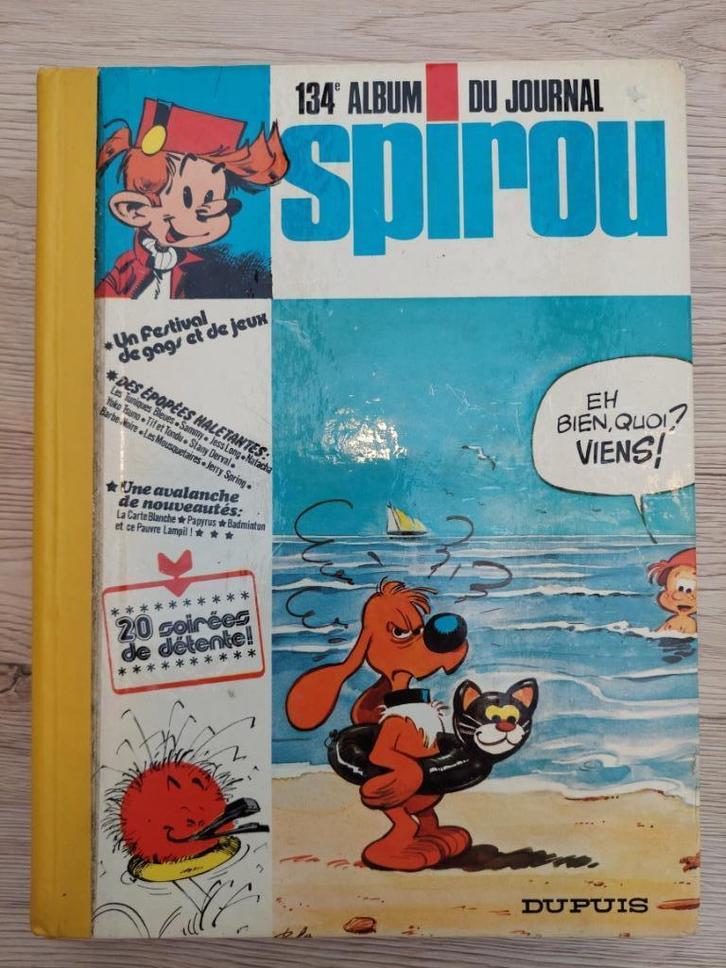 134e ALBUM DU JOURNAL
spirou
★Un festival
de gags et de jeux
★DES ÉPOPÉES HALETANTES:
Les Tuniques Bleues • Sammy • Jess Long • Natacha
Yoko Tsuno • Tif et Tondu • Stany Derval •
Barbe-Noire • Les Mousquetaires • Jerry Spring •
★Une avalanche
de nouveautés:
La Carte Blanche ★ Papyrus ★ Badminton
et ce Pauvre Lampil ! ★ ★ ★
20 soirées
de détente!
EH
BIEN, QUOI?
VIENS!
DUPUIS